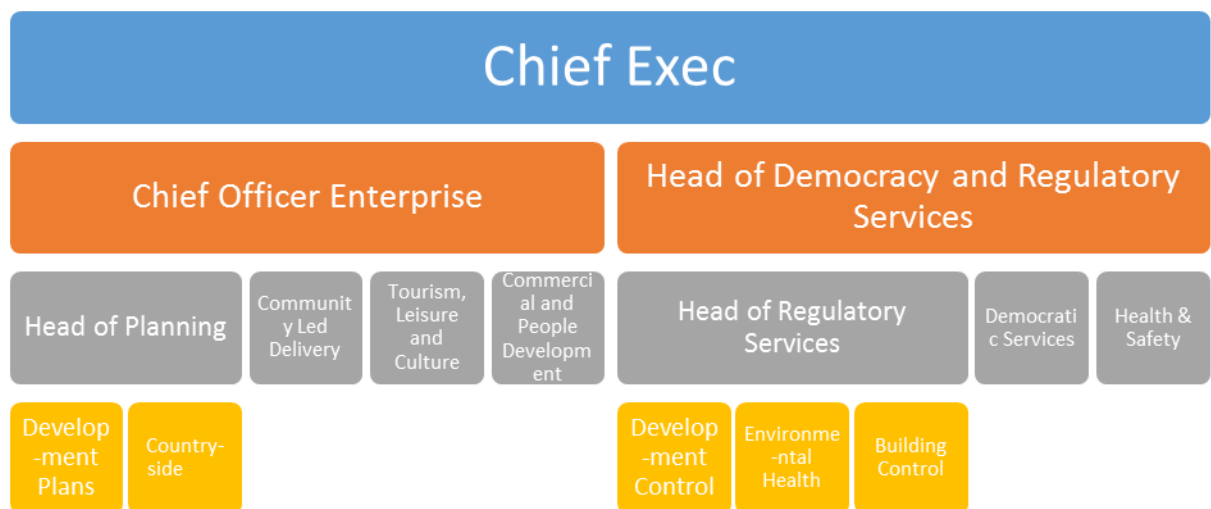 Chief Exec
Chief Officer Enterprise
Head of Democracy and Regulatory
Services
Head of Planning
Communit
y Led
Delivery
Tourism,
Leisure
and
Culture
Commerci
al and
People
Developm
ent
Head of Regulatory
Services
Democrati
c Services
Health &
Safety
Develop
-ment
Plans
Country-
side
Develop
-ment
Control
Environme
-ntal
Health
Building
Control